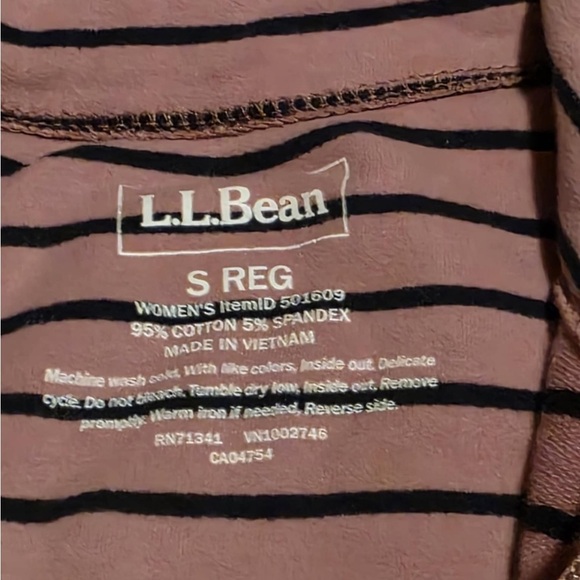 L.L.Bean
S REG
WOMEN'S ItemID 501609
95% COTTON 5% SPANDEX
MADE IN VIETNAM
Machine wash cold, With like colors, Inside out. Delicate
cycle. Do not bleach. Tumble dry low, Inside out. Remove
promptly. Warm iron if needed, Reverse side.
RN71341 VN1002746
CA04754